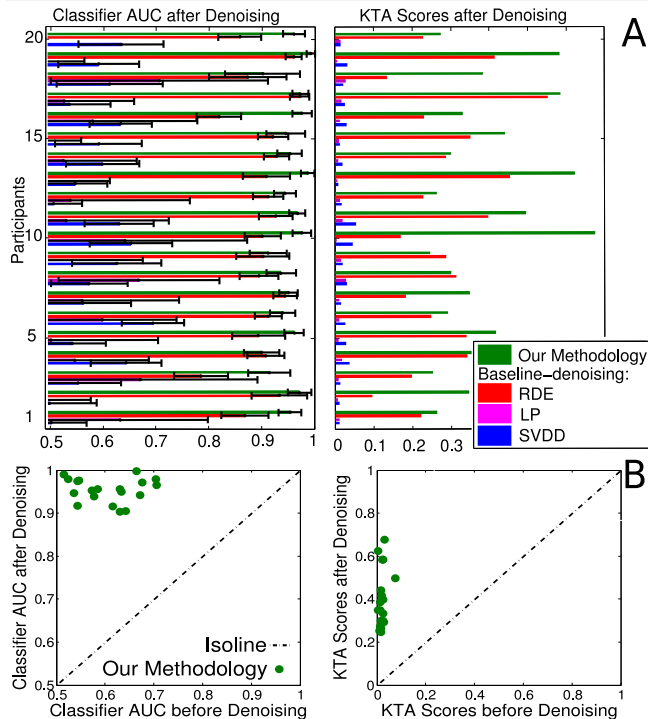 Classifier AUC after Denoising
KTA Scores after Denoising
A
Participants
20
15
10
5
1
0.5 0.6 0.7 0.8 0.9 1
0 0.1 0.2 0.3
Our Methodology
Baseline-denoising:
RDE
LP
SVDD
B
Classifier AUC after Denoising
1
0.9
0.8
0.7
0.6
0.5
0.5 0.6 0.7 0.8 0.9 1
Isoline
Our Methodology
Classifier AUC before Denoising
KTA Scores after Denoising
1
0.8
0.6
0.4
0.2
0
0 0.2 0.4 0.6 0.8 1
KTA Scores before Denoising